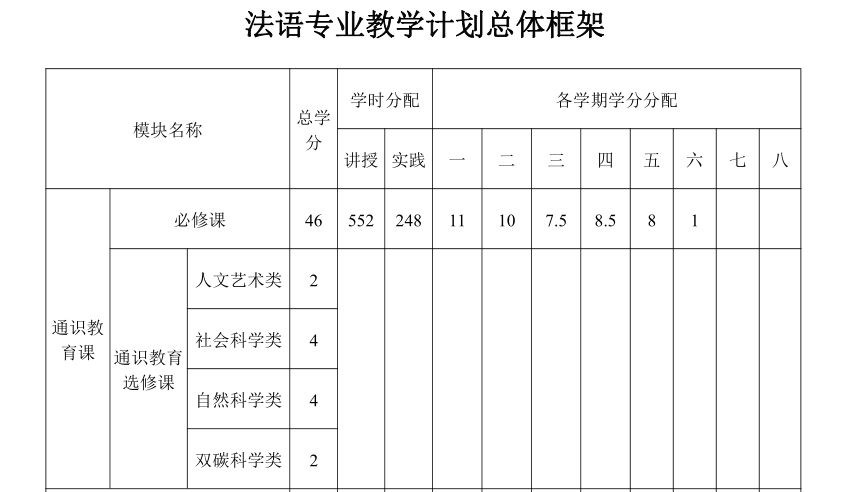 法语专业教学计划总体框架
模块名称 总学分 学时分配 各学期学分分配
讲授 实践 一 二 三 四 五 六 七 八
通识教育课 必修课 46 552 248 11 10 7.5 8.5 8 1
通识教育选修课 人文艺术类 2
社会科学类 4
自然科学类 4
双碳科学类 2